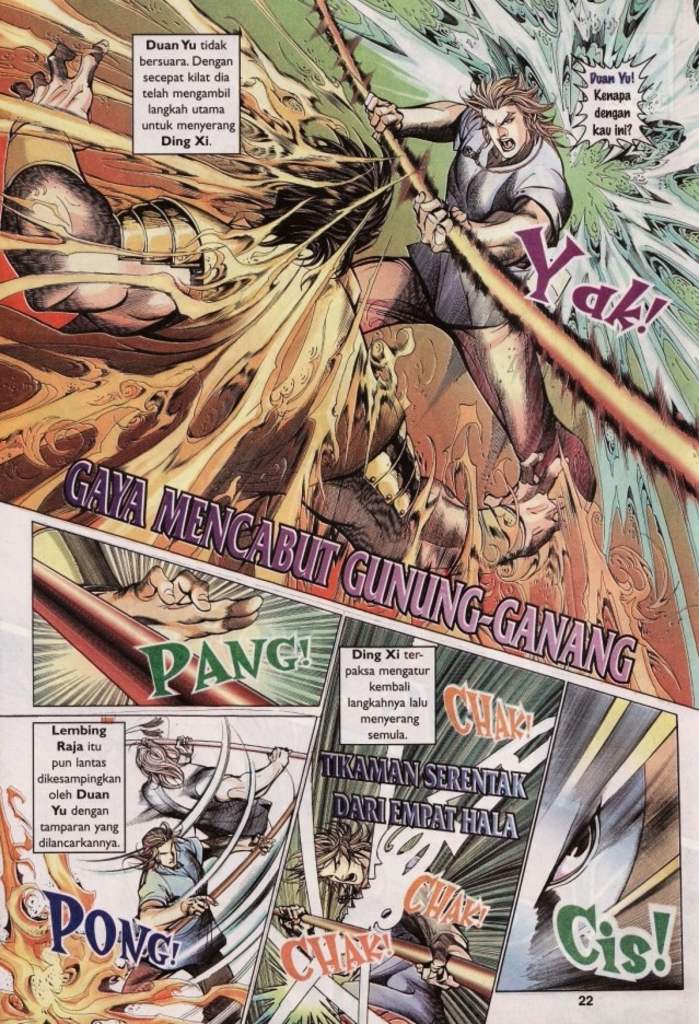 Duan Yu tidak
bersuara. Dengan
secepat kilat dia
telah mengambil
langkah utama
untuk menyerang
Ding Xi.
Duan Yu!
Kenapa
dengan
kau ini?
Yak!
GAYA MENCABUT GUNUNG-GANANG
PANG!
Ding Xi ter-
paksa mengatur
kembali
langkahnya lalu
menyerang
semula.
CHAK!
Lembing
Raja itu
pun lantas
dikesampingkan
oleh Duan
Yu dengan
tamparan yang
dilancarkannya.
PONG!
TIKAMAN SERENTAK
DARI EMPAT HALA
CHAK!
CHAK!
Cis!
22